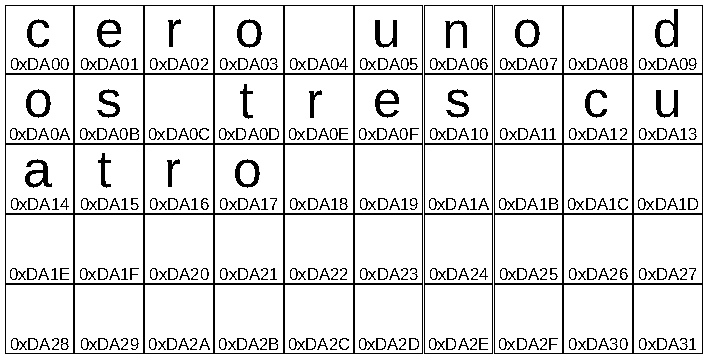 c e r o   u n o   d
0xDA00 0xDA01 0xDA02 0xDA03 0xDA04 0xDA05 0xDA06 0xDA07 0xDA08 0xDA09
o s   t r e s   c u
0xDA0A 0xDA0B 0xDA0C 0xDA0D 0xDA0E 0xDA0F 0xDA10 0xDA11 0xDA12 0xDA13
a t r o
0xDA14 0xDA15 0xDA16 0xDA17 0xDA18 0xDA19 0xDA1A 0xDA1B 0xDA1C 0xDA1D
0xDA1E 0xDA1F 0xDA20 0xDA21 0xDA22 0xDA23 0xDA24 0xDA25 0xDA26 0xDA27
0xDA28 0xDA29 0xDA2A 0xDA2B 0xDA2C 0xDA2D 0xDA2E 0xDA2F 0xDA30 0xDA31